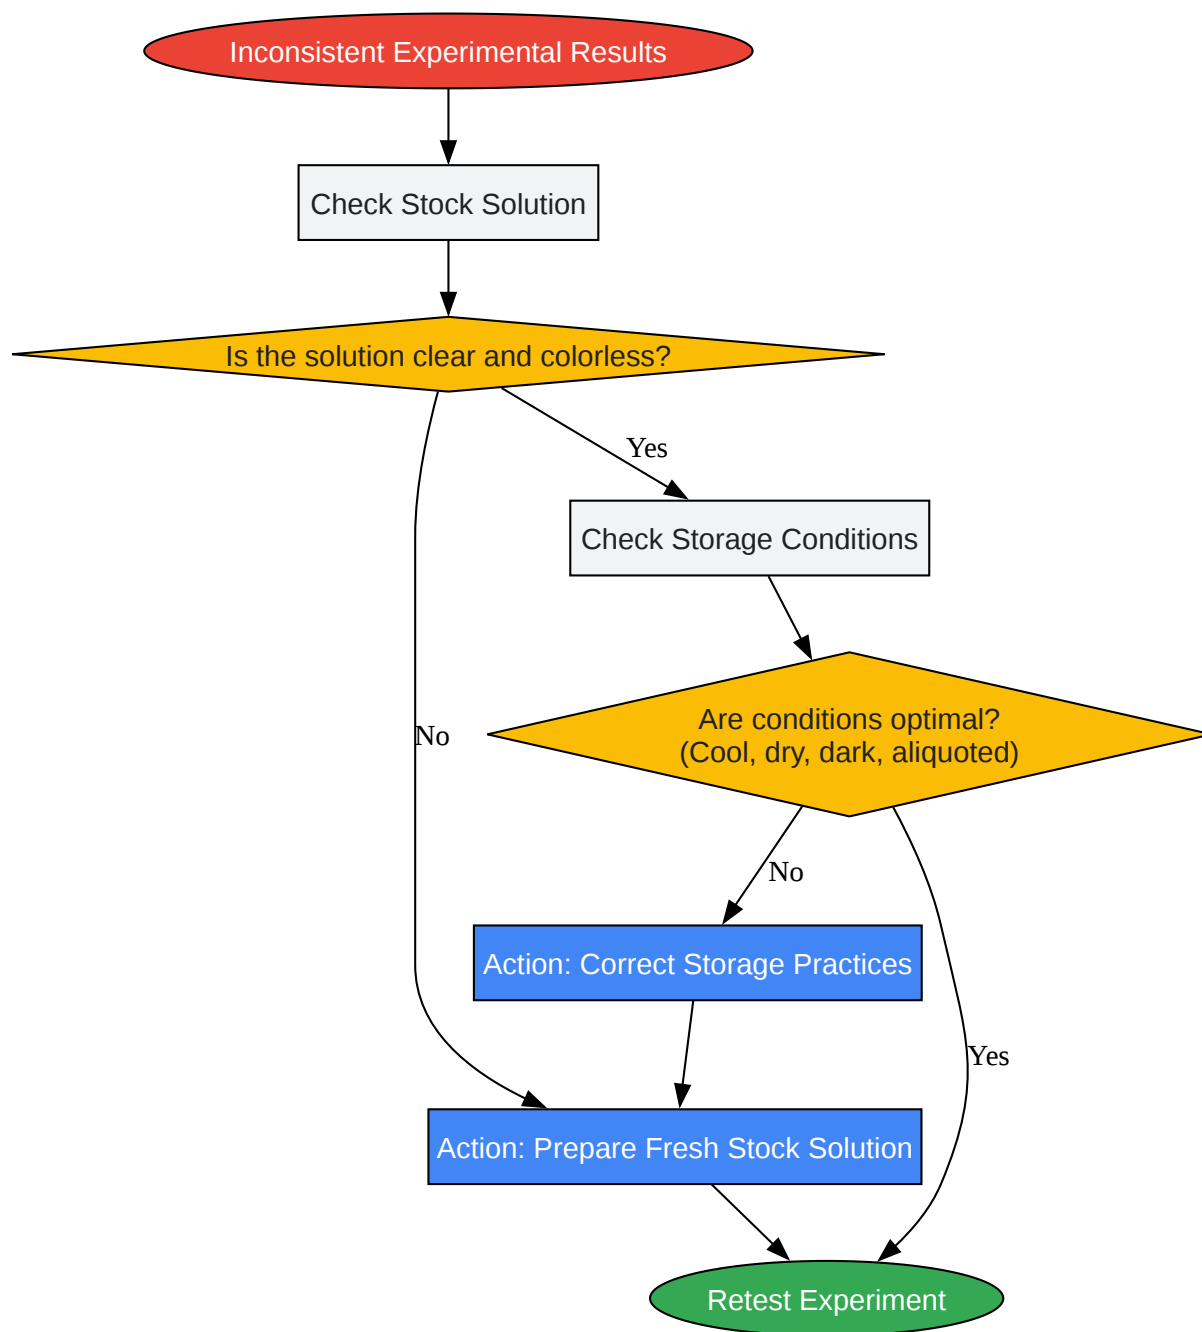 Inconsistent Experimental Results
Check Stock Solution
Is the solution clear and colorless?
Yes
Check Storage Conditions
No
Are conditions optimal?
(Cool, dry, dark, aliquoted)
No
Action: Correct Storage Practices
Yes
Action: Prepare Fresh Stock Solution
Retest Experiment